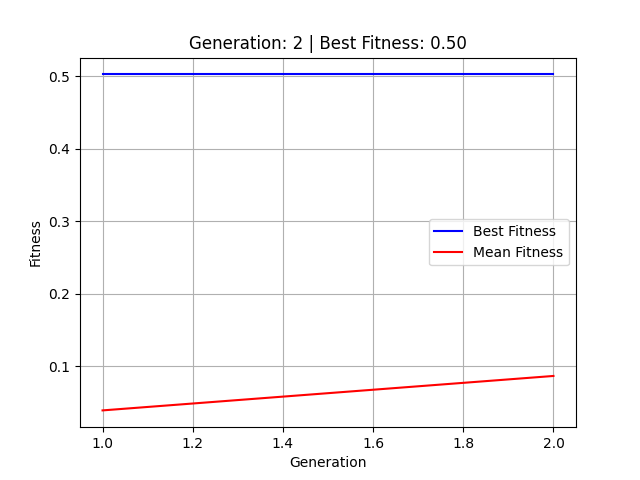 Generation: 2 | Best Fitness: 0.50
0.5
0.4
0.3
0.2
0.1
Fitness
Best Fitness
Mean Fitness
1.0 1.2 1.4 1.6 1.8 2.0
Generation